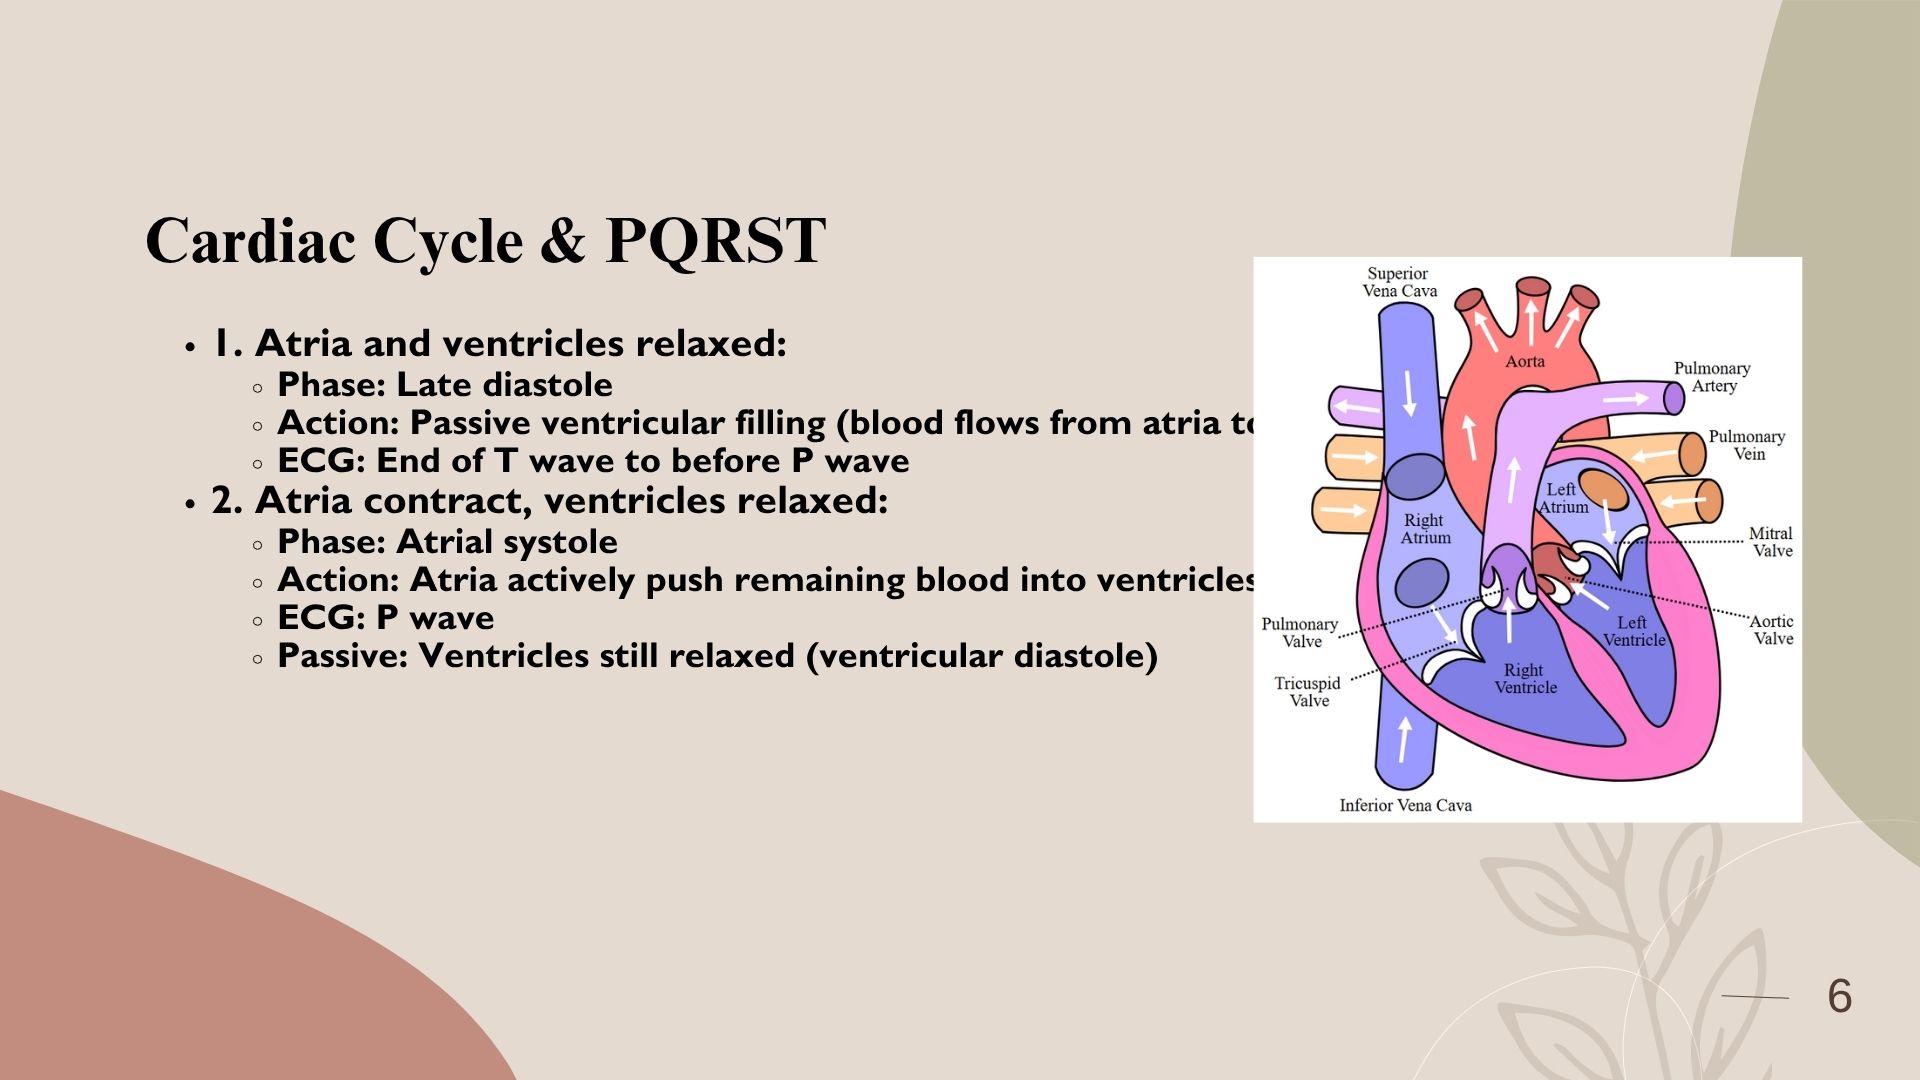 Cardiac Cycle & PQRST
1. Atria and ventricles relaxed:
Phase: Late diastole
Action: Passive ventricular filling (blood flows from atria
ECG: End of T wave to before P wave
2. Atria contract, ventricles relaxed:
Phase: Atrial systole
Action: Atria actively push remaining blood into ventricles
ECG: P wave
Passive: Ventricles still relaxed (ventricular diastole)
Superior
Vena Cava
Aorta
Pulmonary
Artery
Pulmonary
Vein
Left
Atrium
Right
Atrium
Mitral
Valve
Pulmonary
Valve
Left
Ventricle
Aortic
Valve
Right
Ventricle
Tricuspid
Valve
Inferior Vena Cava
6